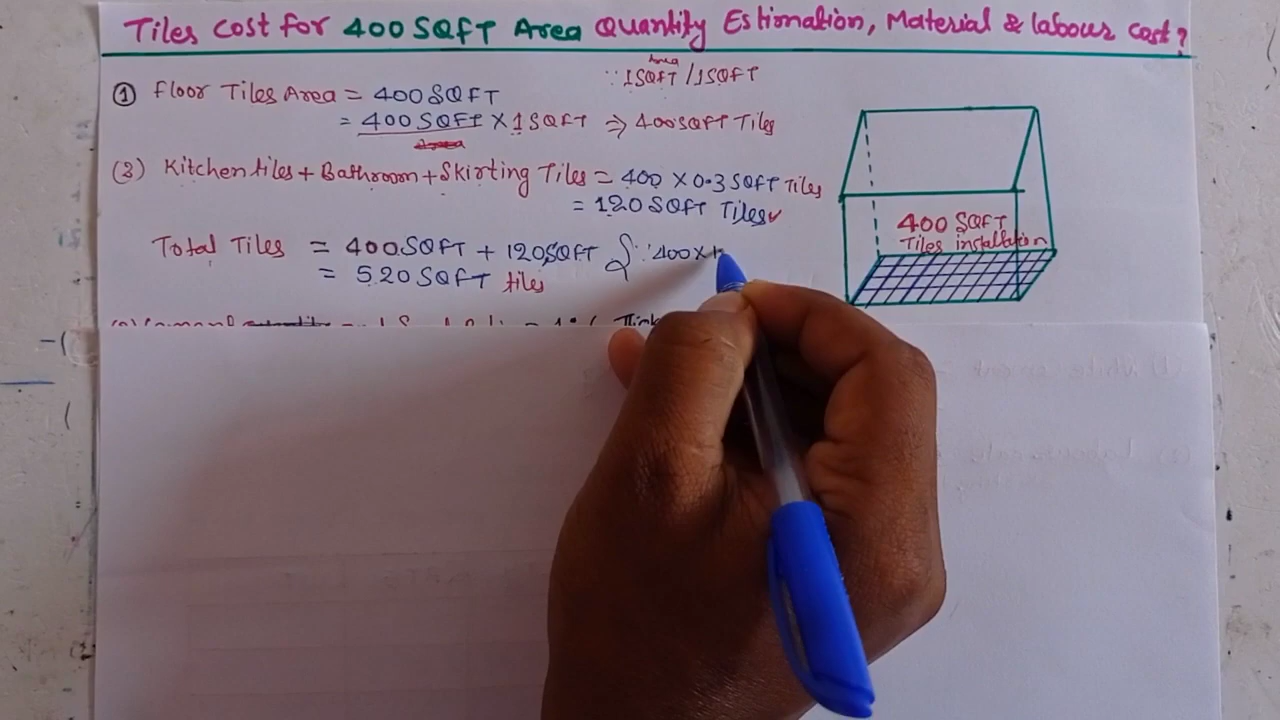 Tiles cost for 400 SQFT Area Quantity Estimation, Material & labour cost?
Area
∵ 1SQFT/1SQFT
① Floor Tiles Area = 400 SQFT
= 400 SQFT × 1 SQFT ⇒ 400 SQFT Tiles
(2) Kitchen tiles + Bathroom + Skirting Tiles = 400 × 0.3 SQFT Tiles
= 120 SQFT Tiles✓
400 SQFT
Tiles installation
Total Tiles = 400 SQFT + 120 SQFT { ∵ 400 × 1
= 520 SQFT tiles